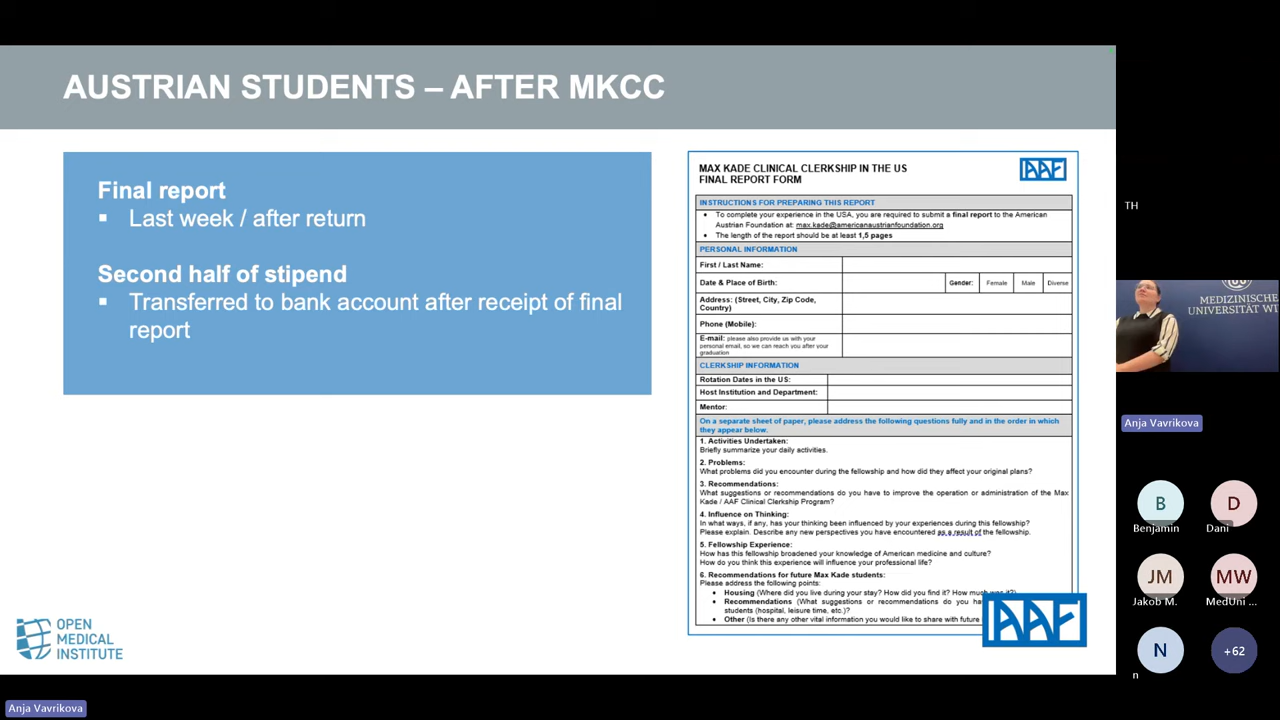 AUSTRIAN STUDENTS – AFTER MKCC
Final report
▪ Last week / after return
Second half of stipend
▪ Transferred to bank account after receipt of final
report
MAX KADE CLINICAL CLERKSHIP IN THE US
FINAL REPORT FORM
AAF
INSTRUCTIONS FOR PREPARING THIS REPORT
• To complete your experience in the USA, you are required to submit a final report to the American
Austrian Foundation at: max.kade@americanaustrianfoundation.org
• The length of the report should be at least 1,5 pages
PERSONAL INFORMATION
First / Last Name:
Date & Place of Birth:
Gender: Female Male Diverse
Address: (Street, City, Zip Code,
Country)
Phone (Mobile):
E-mail: please also provide us with your
personal email, so we can reach you after your
graduation
CLERKSHIP INFORMATION
Rotation Dates in the US:
Host Institution and Department:
Mentor:
On a separate sheet of paper, please address the following questions fully and in the order in which
they appear below.
1. Activities Undertaken:
Briefly summarize your daily activities.
2. Problems:
What problems did you encounter during the fellowship and how did they affect your original plans?
3. Recommendations:
What suggestions or recommendations do you have to improve the operation or administration of the Max
Kade / AAF Clinical Clerkship Program?
4. Influence on Thinking:
In what ways, if any, has your thinking been influenced by your experiences during this fellowship?
Please explain. Describe any new perspectives you have encountered as a result of the fellowship.
5. Fellowship Experience:
How has this fellowship broadened your knowledge of American medicine and culture?
How do you think this experience will influence your professional life?
6. Recommendations for future Max Kade students:
Please address the following points:
• Housing (Where did you live during your stay? How did you find it? How much was it?)
• Recommendations (What suggestions or recommendations do you
students (hospital, leisure time, etc.)?
• Other (Is there any other vital information you would like to share with future
AAF
OPEN
MEDICAL
INSTITUTE
TH
MEDIZINISCHE
UNIVERSITÄT WI
Anja Vavrikova
B
Benjamin
D
Dani
JM
Jakob M.
MW
MedUni ...
N
n
+62
Anja Vavrikova